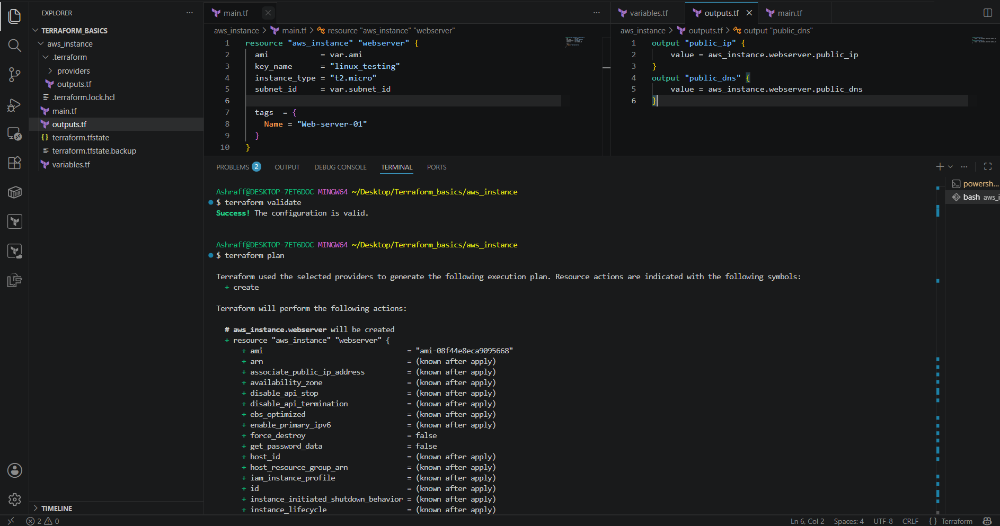 EXPLORER
TERRAFORM_BASICS
aws_instance
.terraform
providers
outputs.tf
.terraform.lock.hcl
main.tf
outputs.tf
terraform.tfstate
terraform.tfstate.backup
variables.tf
TIMELINE
main.tf
aws_instance > main.tf > resource "aws_instance" "webserver"
1 resource "aws_instance" "webserver" {
2 ami = var.ami
3 key_name = "linux_testing"
4 instance_type = "t2.micro"
5 subnet_id = var.subnet_id
6
7 tags = {
8 Name = "Web-server-01"
9 }
10 }
variables.tf outputs.tf main.tf
aws_instance > outputs.tf > output "public_dns"
1 output "public_ip" {
2 value = aws_instance.webserver.public_ip
3 }
4 output "public_dns" {
5 value = aws_instance.webserver.public_dns
6 }
PROBLEMS 2 OUTPUT DEBUG CONSOLE TERMINAL PORTS
Ashraff@DESKTOP-7ET6DOC MINGW64 ~/Desktop/Terraform_basics/aws_instance
$ terraform validate
Success! The configuration is valid.
Ashraff@DESKTOP-7ET6DOC MINGW64 ~/Desktop/Terraform_basics/aws_instance
$ terraform plan
Terraform used the selected providers to generate the following execution plan. Resource actions are indicated with the following symbols:
+ create
Terraform will perform the following actions:
# aws_instance.webserver will be created
+ resource "aws_instance" "webserver" {
+ ami = "ami-08f44e8eca9095668"
+ arn = (known after apply)
+ associate_public_ip_address = (known after apply)
+ availability_zone = (known after apply)
+ disable_api_stop = (known after apply)
+ disable_api_termination = (known after apply)
+ ebs_optimized = (known after apply)
+ enable_primary_ipv6 = (known after apply)
+ force_destroy = false
+ get_password_data = false
+ host_id = (known after apply)
+ host_resource_group_arn = (known after apply)
+ iam_instance_profile = (known after apply)
+ id = (known after apply)
+ instance_initiated_shutdown_behavior = (known after apply)
+ instance_lifecycle = (known after apply)
powersh...
bash aws_i
2 0
Ln 6, Col 2 Spaces: 4 UTF-8 CRLF { } Terraform